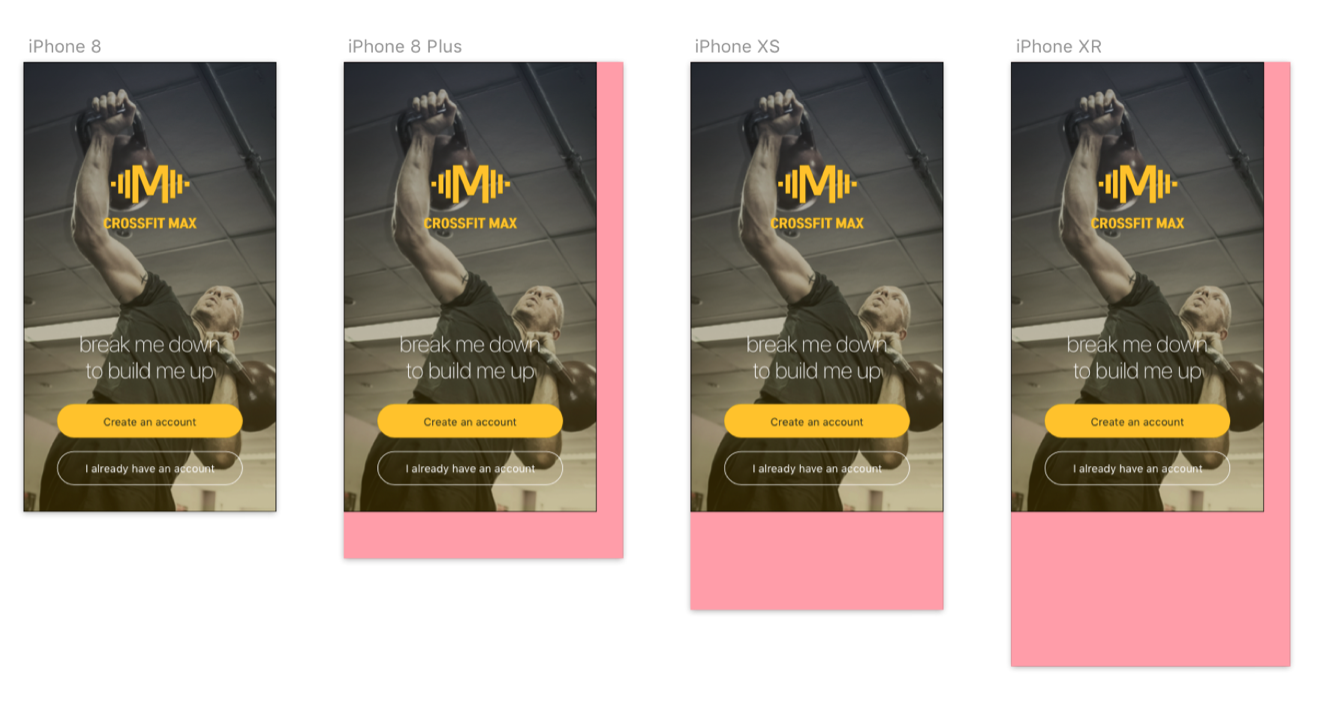 iPhone 8
iPhone 8 Plus
iPhone XS
iPhone XR
M
CROSSFIT MAX
break me down
to build me up
Create an account
I already have an account
M
CROSSFIT MAX
break me down
to build me up
Create an account
I already have an account
M
CROSSFIT MAX
break me down
to build me up
Create an account
I already have an account
M
CROSSFIT MAX
break me down
to build me up
Create an account
I already have an account